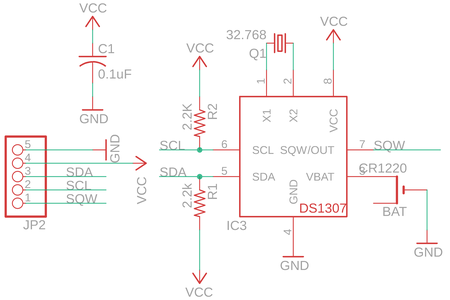 VCC
C1
0.1uF
GND
32.768
Q1
VCC
VCC
1
2
8
2.2K
R2
X1
X2
VCC
SCL
6
SCL
SQW/OUT
7
SQW
SDA
5
SDA
VBAT
3
CR1220
GND
DS1307
BAT
IC3
4
GND
GND
2.2k
R1
VCC
5
GND
4
VCC
3
SDA
2
SCL
1
SQW
JP2